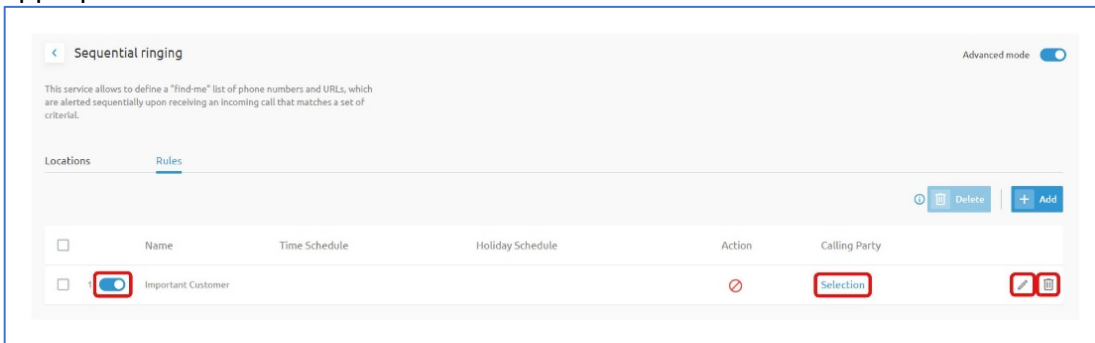 Sequential ringing
Advanced mode
This service allows to define a "find-me" list of phone numbers and URLs, which
are alerted sequentially upon receiving an incoming call that matches a set of
criterial.
Locations Rules
Delete + Add
Name Time Schedule Holiday Schedule Action Calling Party
1 Important Customer Selection